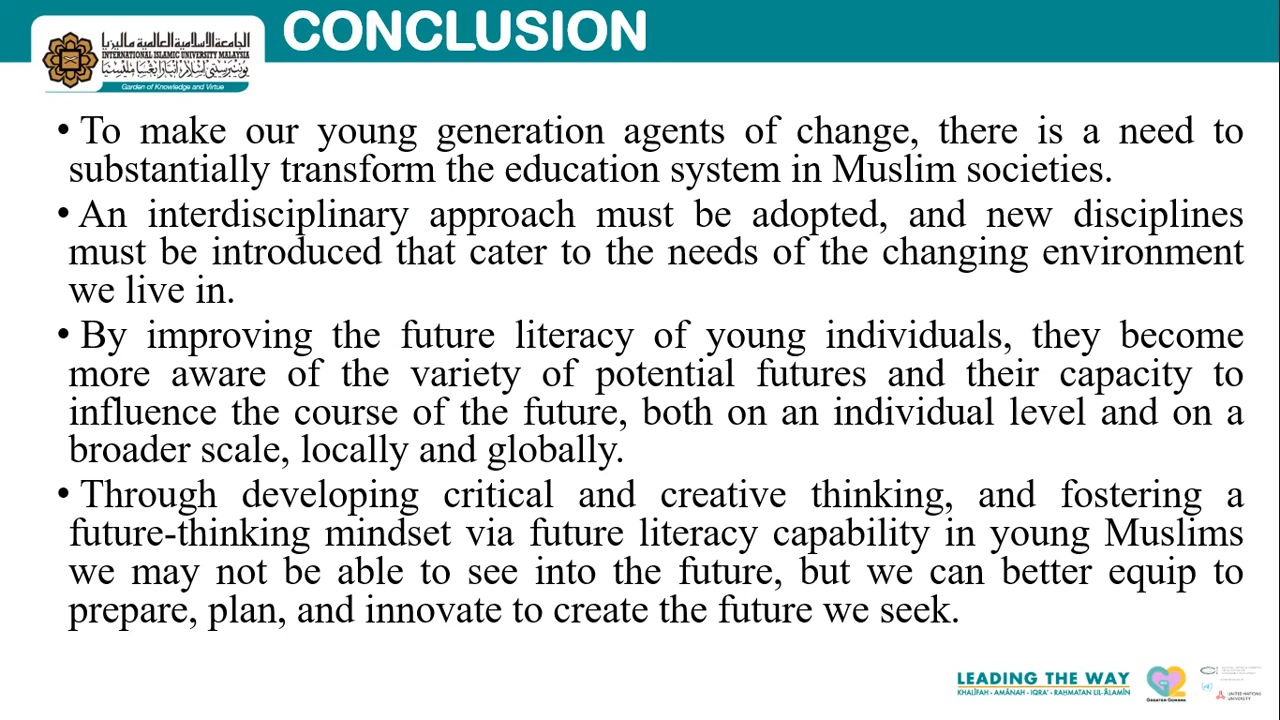 CONCLUSION
الجامعة الإسلامية العالمية ماليزيا
INTERNATIONAL ISLAMIC UNIVERSITY MALAYSIA
Garden of Knowledge and Virtue
• To make our young generation agents of change, there is a need to
substantially transform the education system in Muslim societies.
• An interdisciplinary approach must be adopted, and new disciplines
must be introduced that cater to the needs of the changing environment
we live in.
• By improving the future literacy of young individuals, they become
more aware of the variety of potential futures and their capacity to
influence the course of the future, both on an individual level and on a
broader scale, locally and globally.
• Through developing critical and creative thinking, and fostering a
future-thinking mindset via future literacy capability in young Muslims
we may not be able to see into the future, but we can better equip to
prepare, plan, and innovate to create the future we seek.
LEADING THE WAY
KHALĪFAH - AMĀNAH - IQRA' - RAHMATAN LIL-ĀLAMĪN
UNITED NATIONS
UNIVERSITY